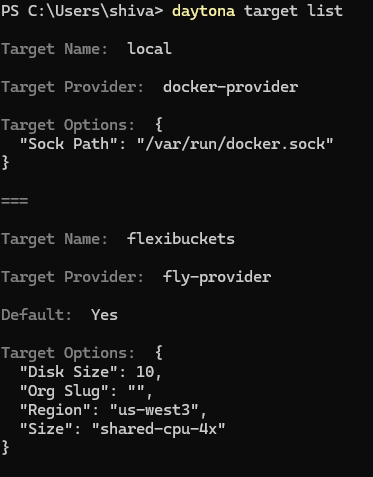 PS C:\Users\shiva> daytona target list
Target Name:  local
Target Provider:  docker-provider
Target Options:  {
  "Sock Path": "/var/run/docker.sock"
}
===
Target Name:  flexibuckets
Target Provider:  fly-provider
Default:  Yes
Target Options:  {
  "Disk Size": 10,
  "Org Slug": "",
  "Region": "us-west3",
  "Size": "shared-cpu-4x"
}